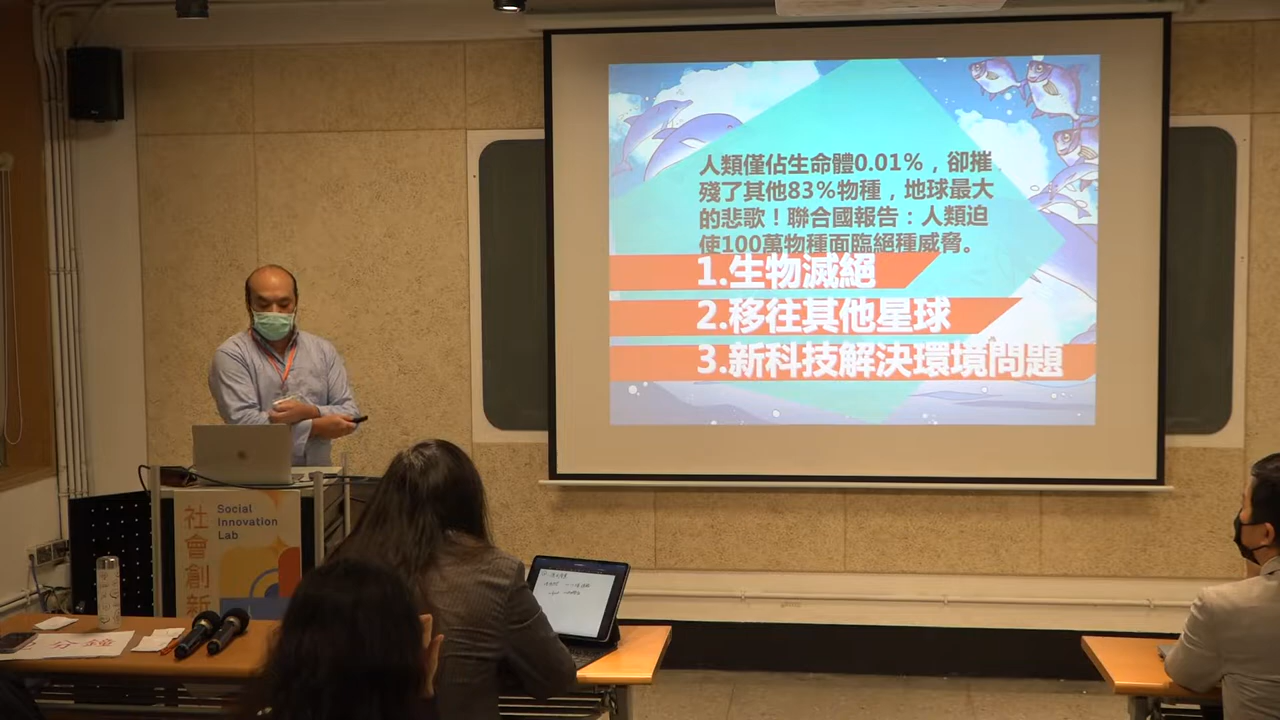 人類僅佔生命體0.01%，卻摧
殘了其他83%物種，地球最大
的悲歌！聯合國報告：人類迫
使100萬物種面臨絕種威脅。
1.生物滅絕
2.移往其他星球
3.新科技解決環境問題
Social
Innovation
Lab
社會創新
分鐘